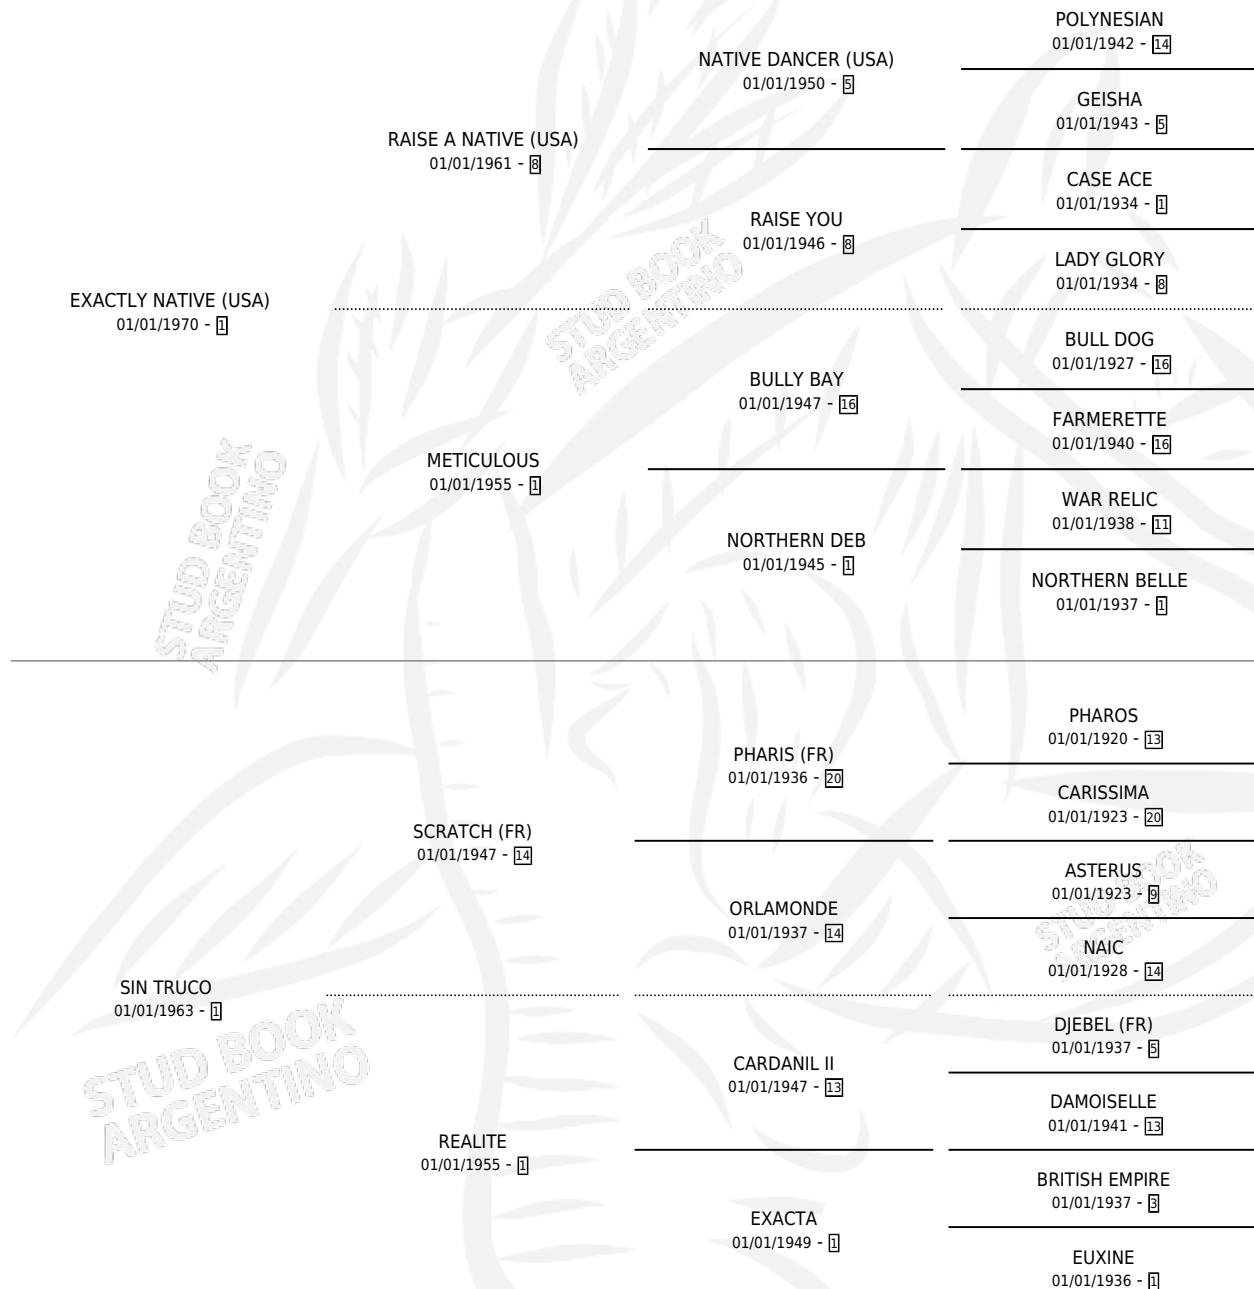 POLYNESIAN
01/01/1942 - 14
NATIVE DANCER (USA)
01/01/1950 - 5
GEISHA
01/01/1943 - 5
RAISE A NATIVE (USA)
01/01/1961 - 8
CASE ACE
01/01/1934 - 1
RAISE YOU
01/01/1946 - 8
LADY GLORY
01/01/1934 - 8
EXACTLY NATIVE (USA)
01/01/1970 - 1
BULL DOG
01/01/1927 - 16
BULLY BAY
01/01/1947 - 16
FARMERETTE
01/01/1940 - 16
METICULOUS
01/01/1955 - 1
WAR RELIC
01/01/1938 - 11
NORTHERN DEB
01/01/1945 - 1
NORTHERN BELLE
01/01/1937 - 1
PHAROS
01/01/1920 - 13
PHARIS (FR)
01/01/1936 - 20
CARISSIMA
01/01/1923 - 20
SCRATCH (FR)
01/01/1947 - 14
ASTERUS
01/01/1923 - 9
ORLAMONDE
01/01/1937 - 14
NAIC
01/01/1928 - 14
SIN TRUCO
01/01/1963 - 1
DJEBEL (FR)
01/01/1937 - 5
CARDANIL II
01/01/1947 - 13
DAMOISELLE
01/01/1941 - 13
REALITE
01/01/1955 - 1
BRITISH EMPIRE
01/01/1937 - 3
EXACTA
01/01/1949 - 1
EUXINE
01/01/1936 - 1
STUD BOOK
ARGENTINO
STUD BOOK
ARGENTINO
STUD BOOK
ARGENTINO
STUD BOOK
ARGENTINO